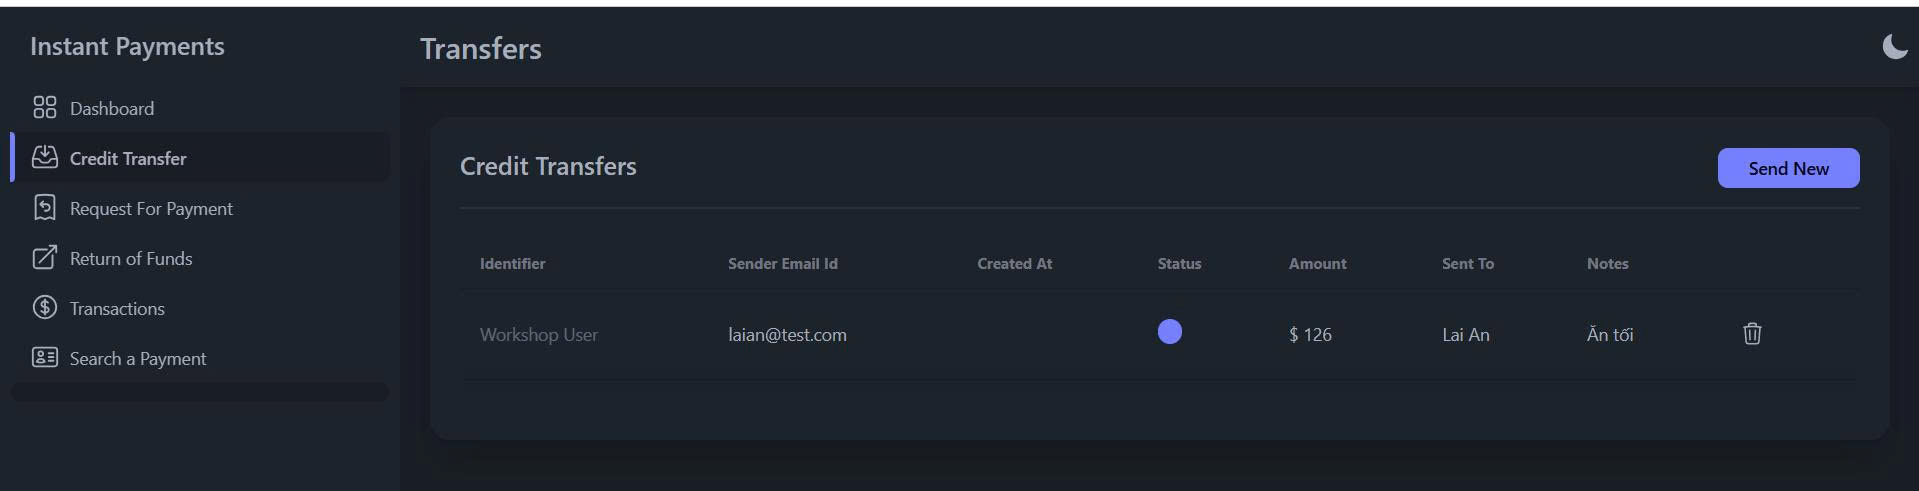 Instant Payments
Dashboard
Credit Transfer
Request For Payment
Return of Funds
Transactions
Search a Payment
Transfers
Credit Transfers
Send New
Identifier Sender Email Id Created At Status Amount Sent To Notes
Workshop User laian@test.com $ 126 Lai An Ăn tối